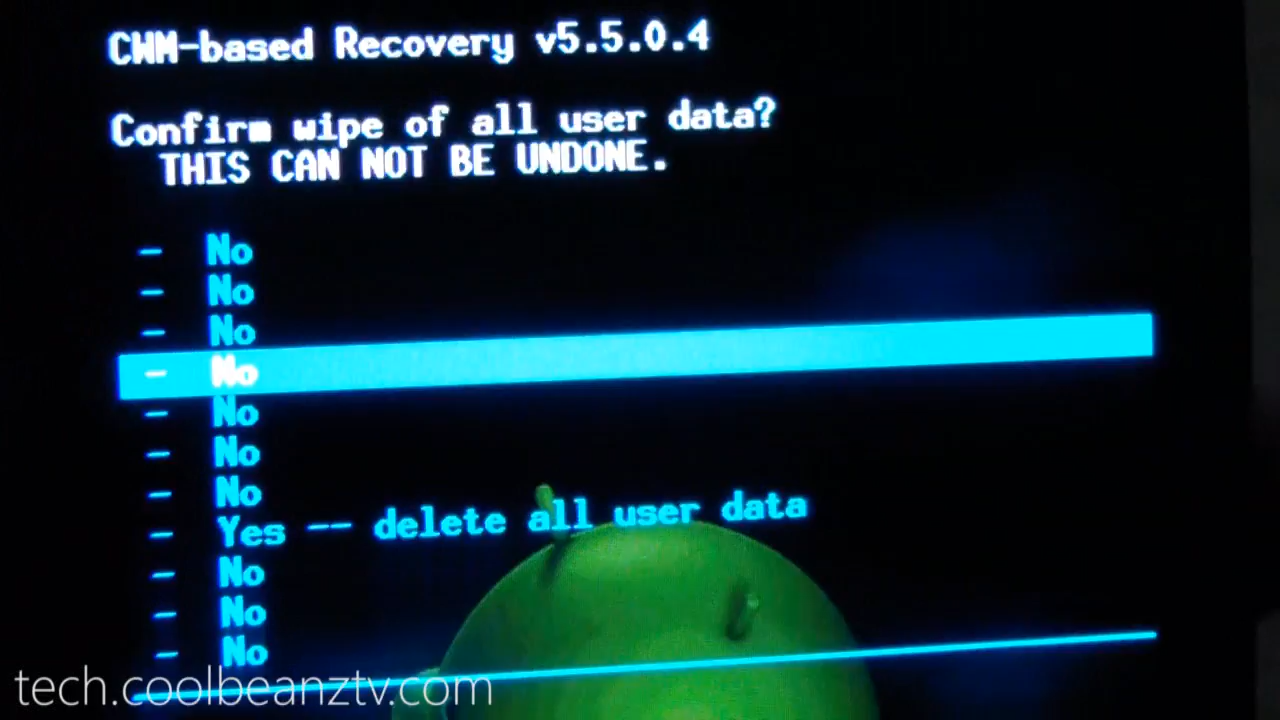 CWM-based Recovery v5.5.0.4
Confirm wipe of all user data?
THIS CAN NOT BE UNDONE.
- No
- No
- No
- No
- No
- No
- No
- Yes -- delete all user data
- No
- No
- No
tech.coolbeanztv.com